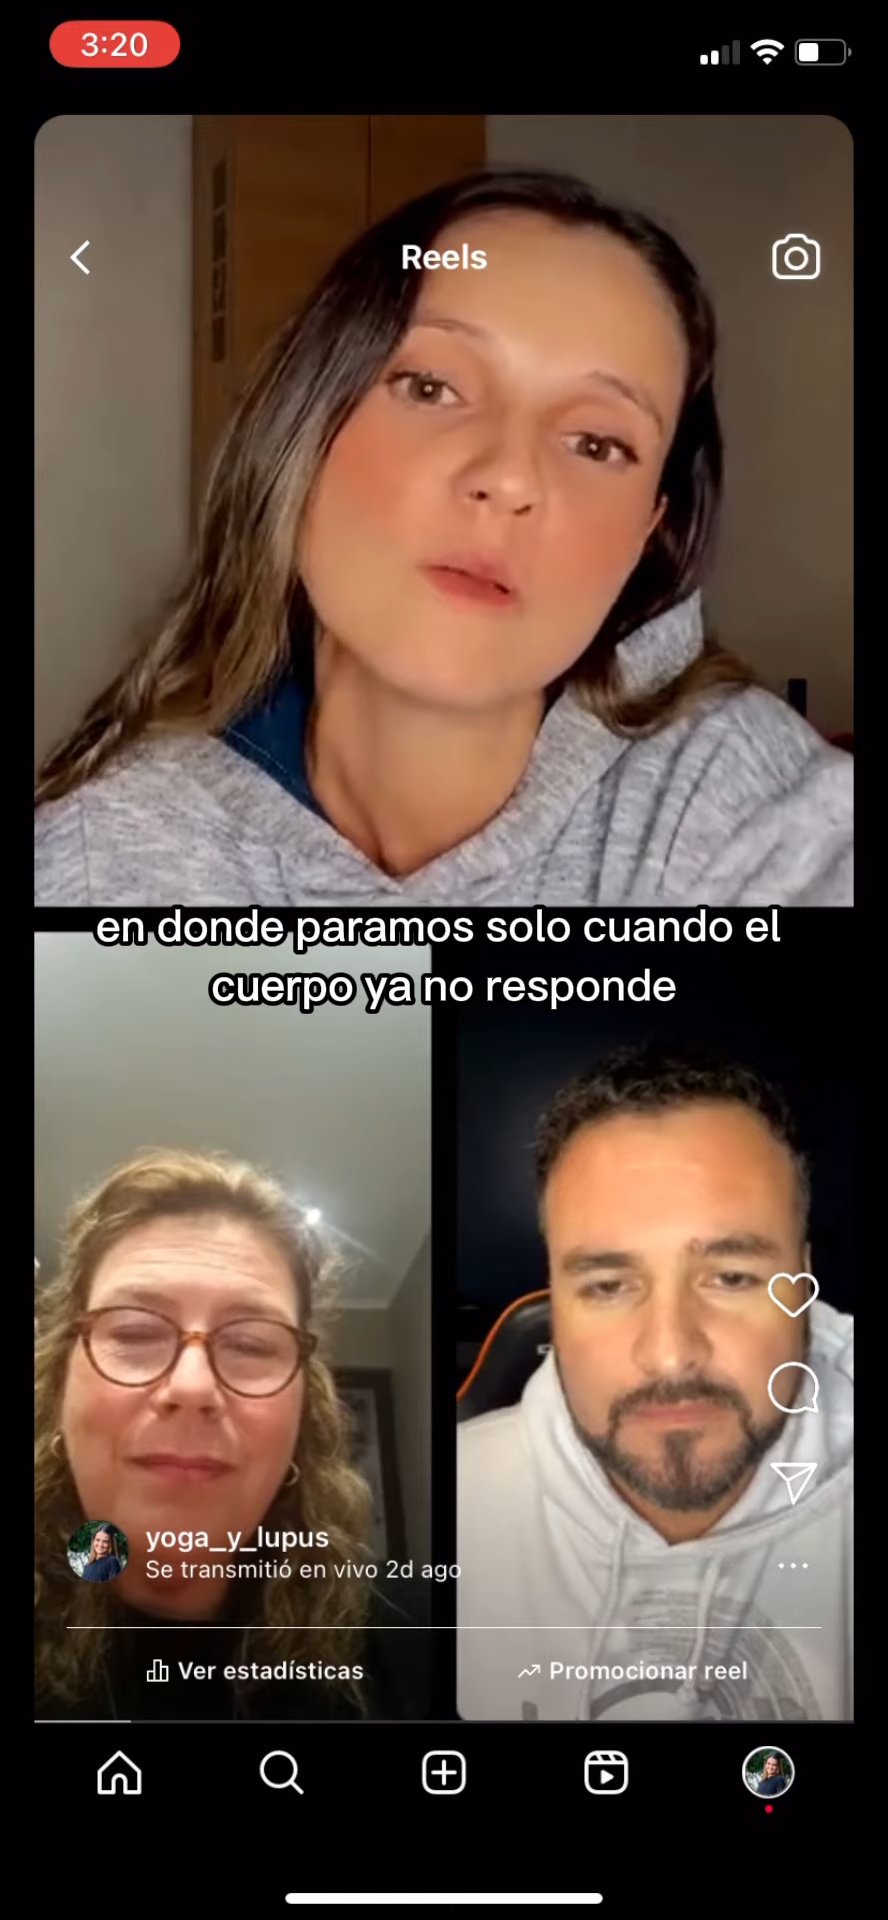 3:20
Reels
en donde paramos solo cuando el
cuerpo ya no responde
yoga_y_lupus
Se transmitió en vivo 2d ago
Ver estadísticas
Promocionar reel